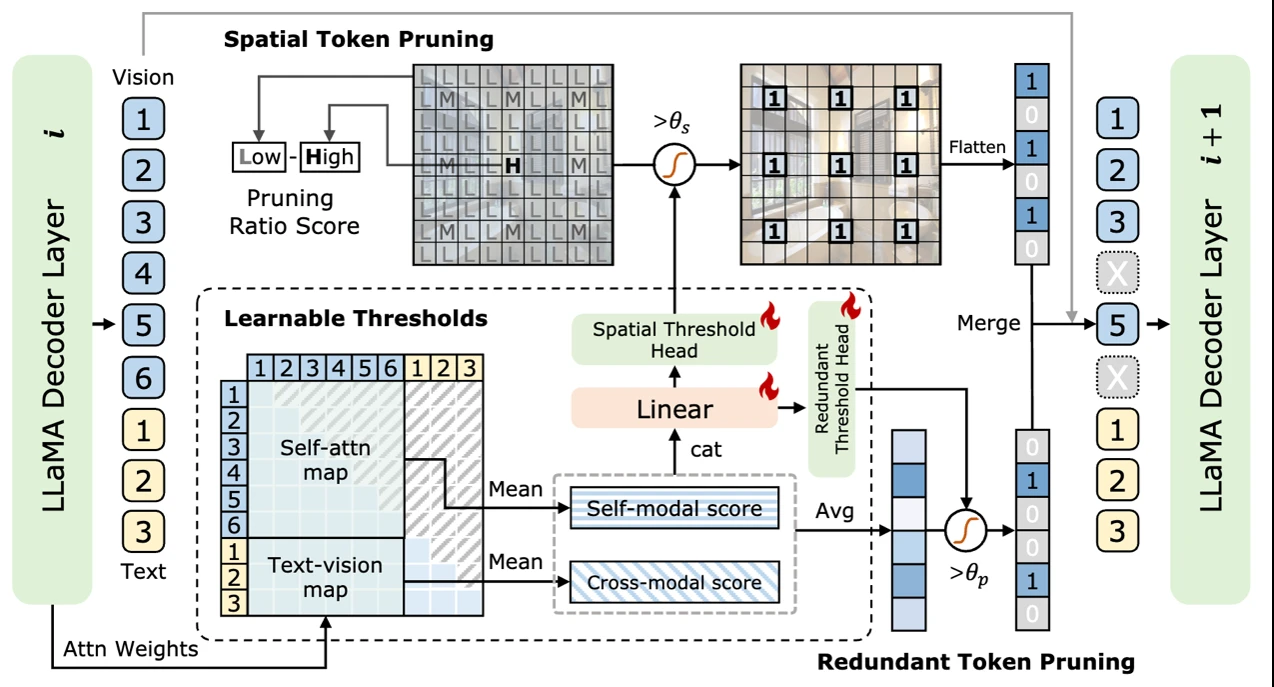 Spatial Token Pruning
LLaMA Decoder Layer i
Vision
1
2
3
4
5
6
1
2
3
Text
Low - High
Pruning
Ratio Score
L L L L L L L L L
L M L L M L L M L
L L L L L L L L L
L L L L L L L L L
L M L L H L L M L
L L L L L L L L L
L L L L L L L L L
L M L L M L L M L
L L L L L L L L L
>θs
1 1 1
1 1 1
1 1 1
Flatten
1
0
1
0
1
0
Learnable Thresholds
1 2 3 4 5 6 1 2 3
1
2
3
4
5
6
1
2
3
Self-attn
map
Text-vision
map
Mean
Mean
Spatial Threshold
Head
Linear
cat
Redundant
Threshold Head
Self-modal score
Cross-modal score
Avg
>θp
Merge
0
1
0
0
1
0
1
2
3
X
5
X
1
2
3
LLaMA Decoder Layer i + 1
Attn Weights
Redundant Token Pruning